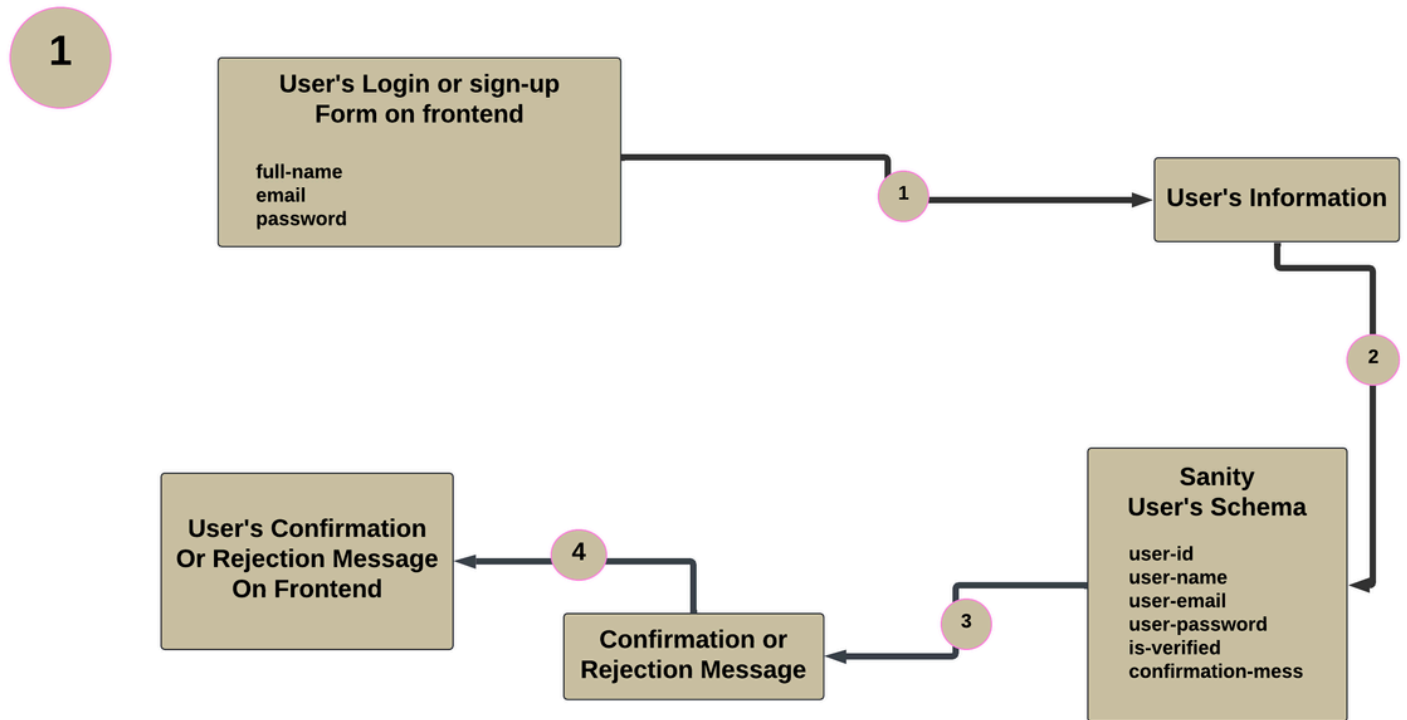 1
User's Login or sign-up
Form on frontend
full-name
email
password
1
User's Information
2
Sanity
User's Schema
user-id
user-name
user-email
user-password
is-verified
confirmation-mess
3
Confirmation or
Rejection Message
4
User's Confirmation
Or Rejection Message
On Frontend